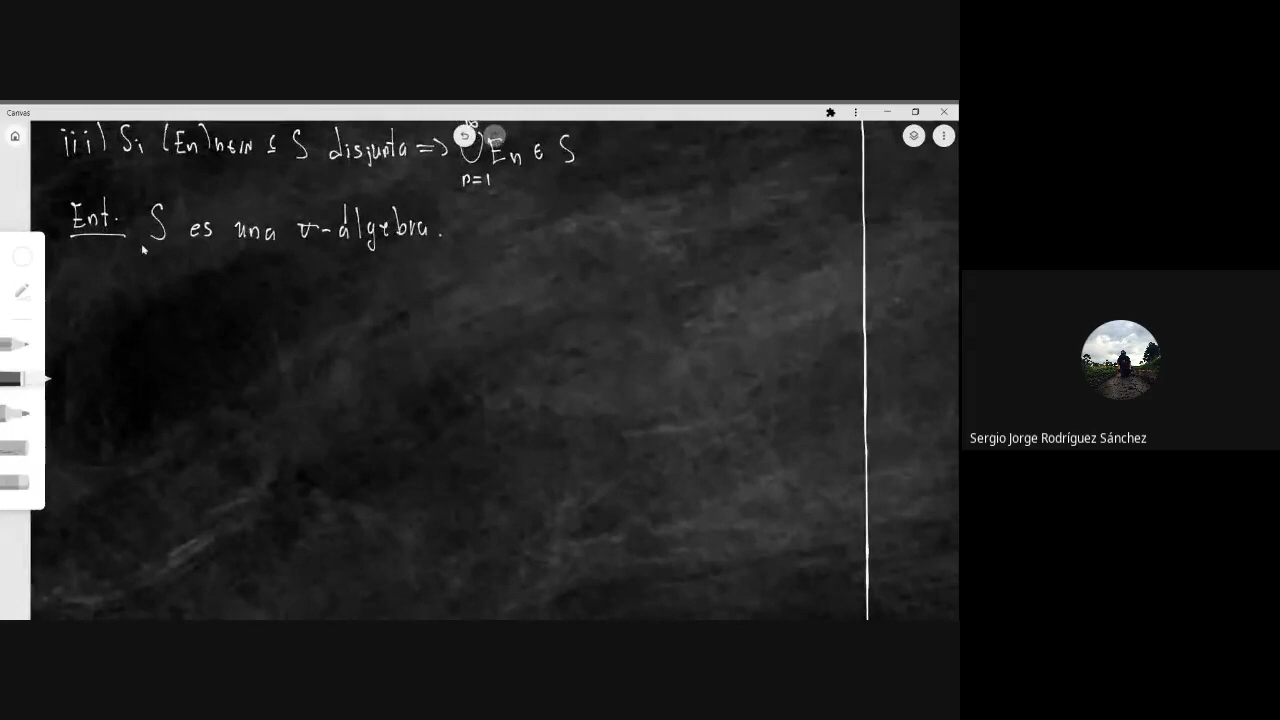 Canvas
iii) Si (En)n∈ℕ ⊆ S disjunta => ∞⋃n=1 En ∈ S
Ent. S es una σ-álgebra.
Sergio Jorge Rodríguez Sánchez